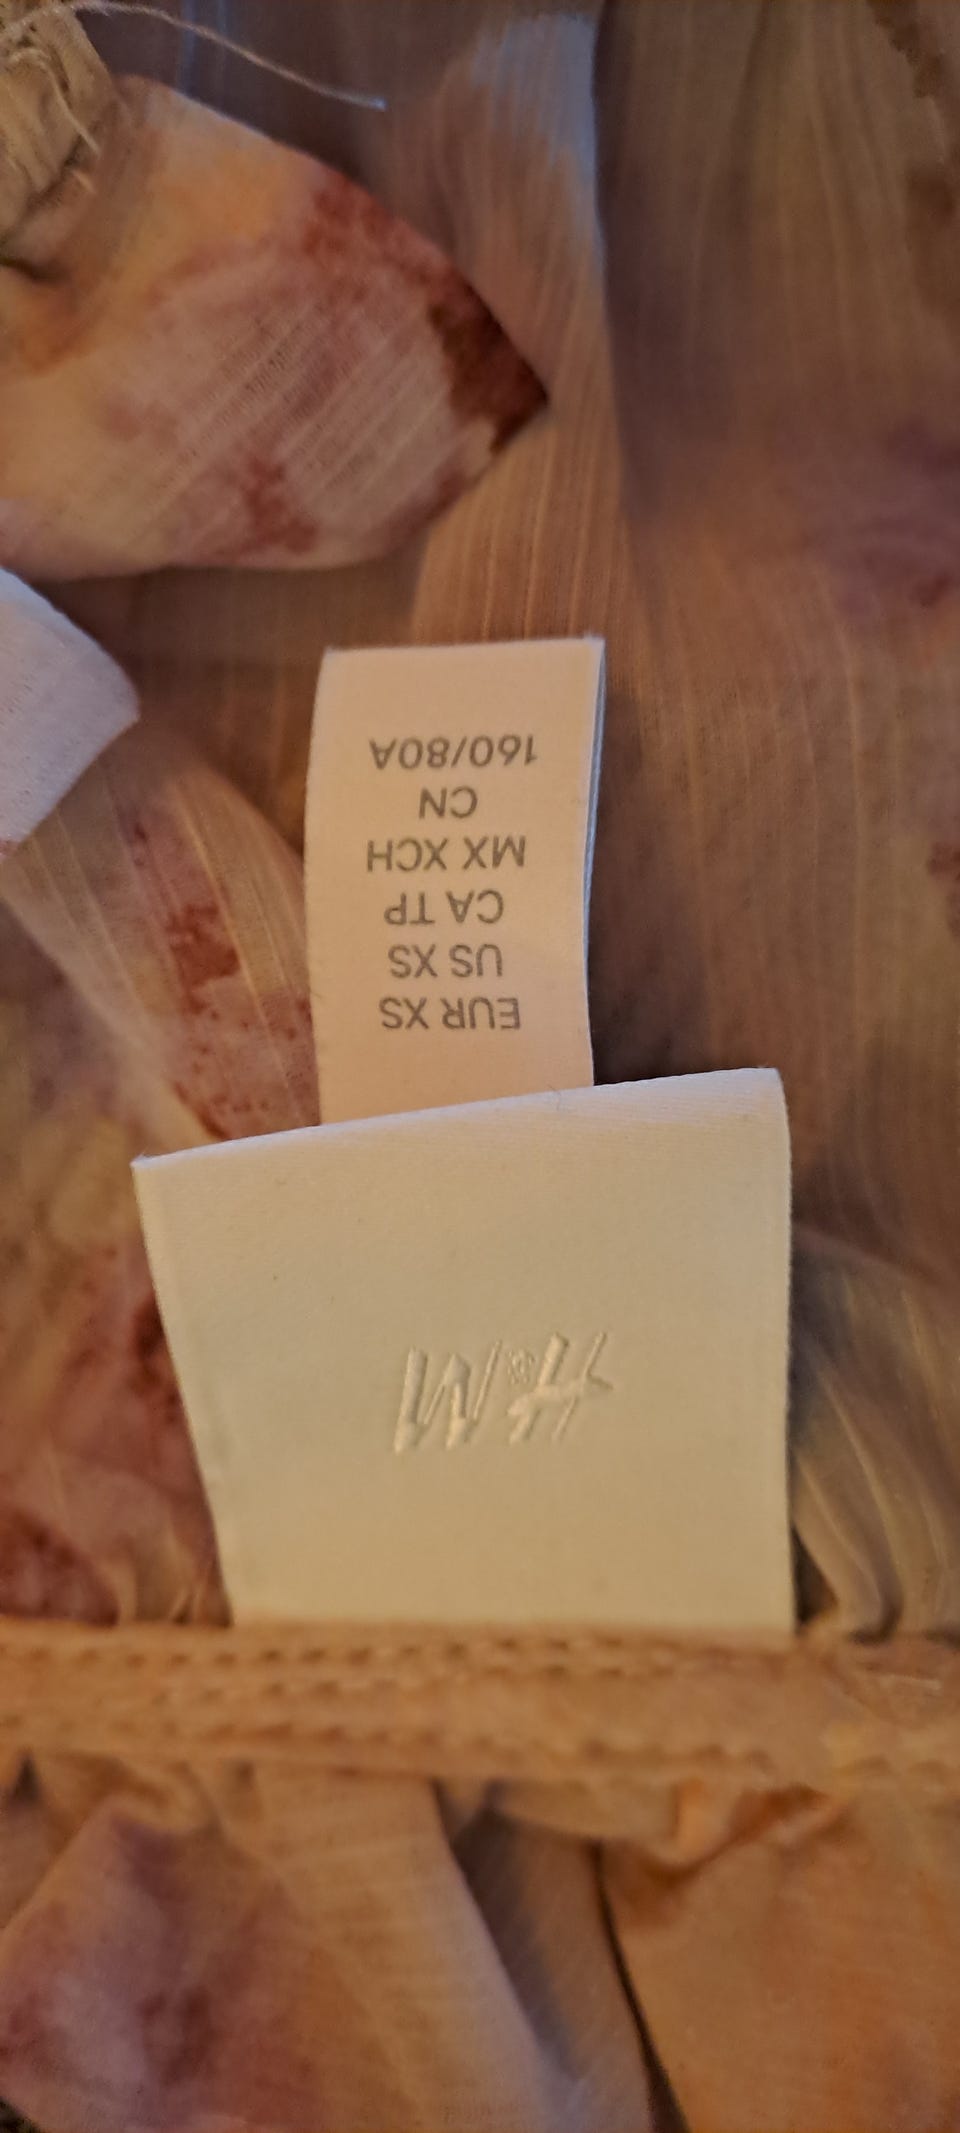 H&M
EUR XS
US XS
CA TP
MX XCH
CN
160/80A